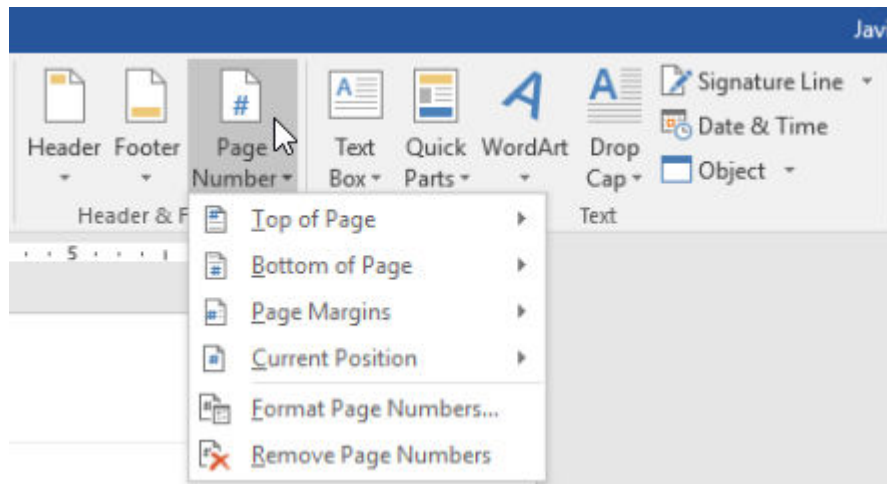 Javi
Header Footer Page Number Text Box Quick Parts WordArt Drop Cap
Signature Line
Date & Time
Object
Header & F
Text
5
Top of Page
Bottom of Page
Page Margins
Current Position
Format Page Numbers...
Remove Page Numbers